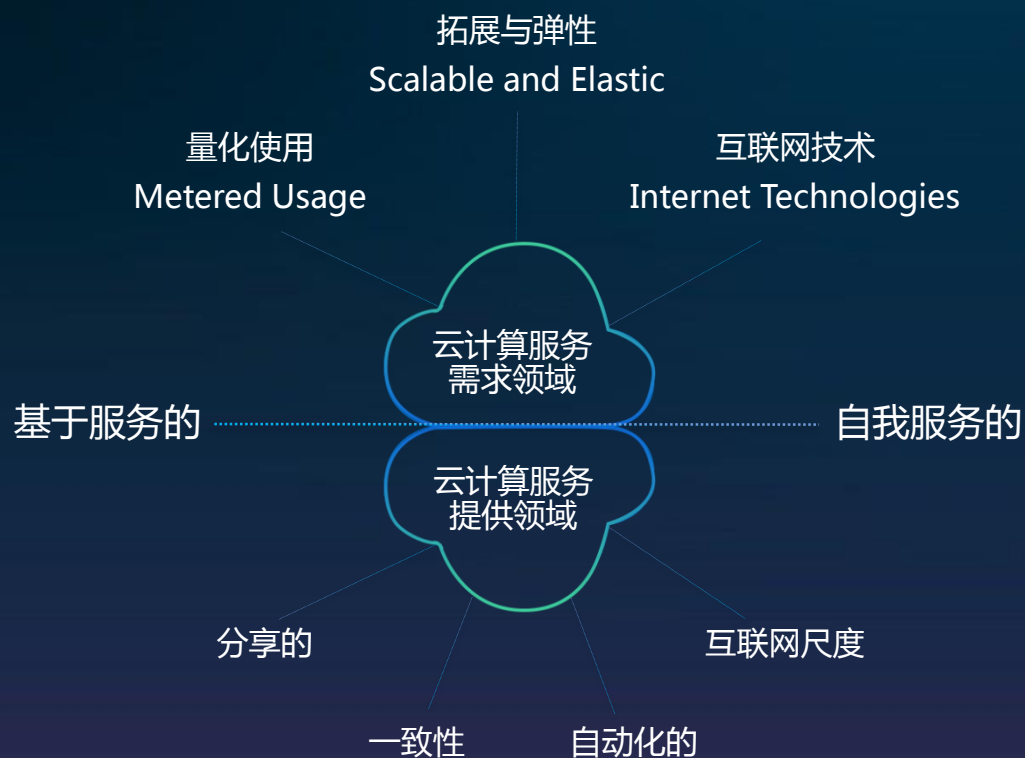 拓展与弹性
Scalable and Elastic
量化使用
Metered Usage
互联网技术
Internet Technologies
云计算服务
需求领域
基于服务的
自我服务的
云计算服务
提供领域
分享的
互联网尺度
一致性
自动化的